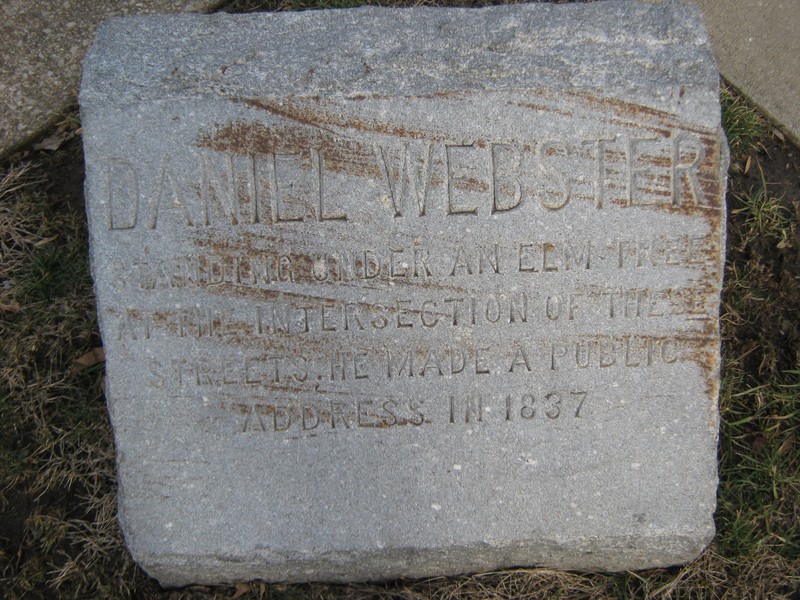 DANIEL WEBSTER
STANDING UNDER AN ELM TREE
AT THE INTERSECTION OF THESE
STREETS, HE MADE A PUBLIC
ADDRESS IN 1837